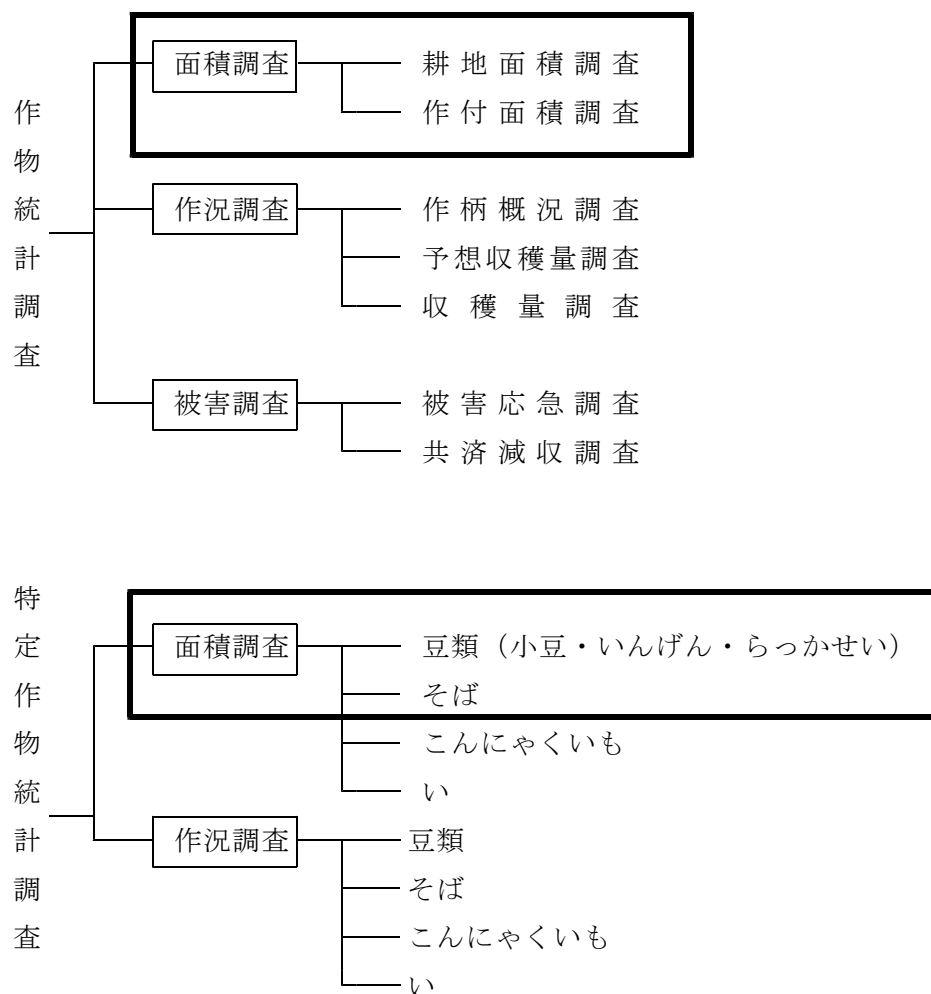 作物統計調査
面積調査
耕地面積調査
作付面積調査
作況調査
作柄概況調査
予想収穫量調査
収穫量調査
被害調査
被害応急調査
共済減収調査
特定作物統計調査
面積調査
豆類（小豆・いんげん・らっかせい）
そば
こんにゃくいも
い
作況調査
豆類
そば
こんにゃくいも
い